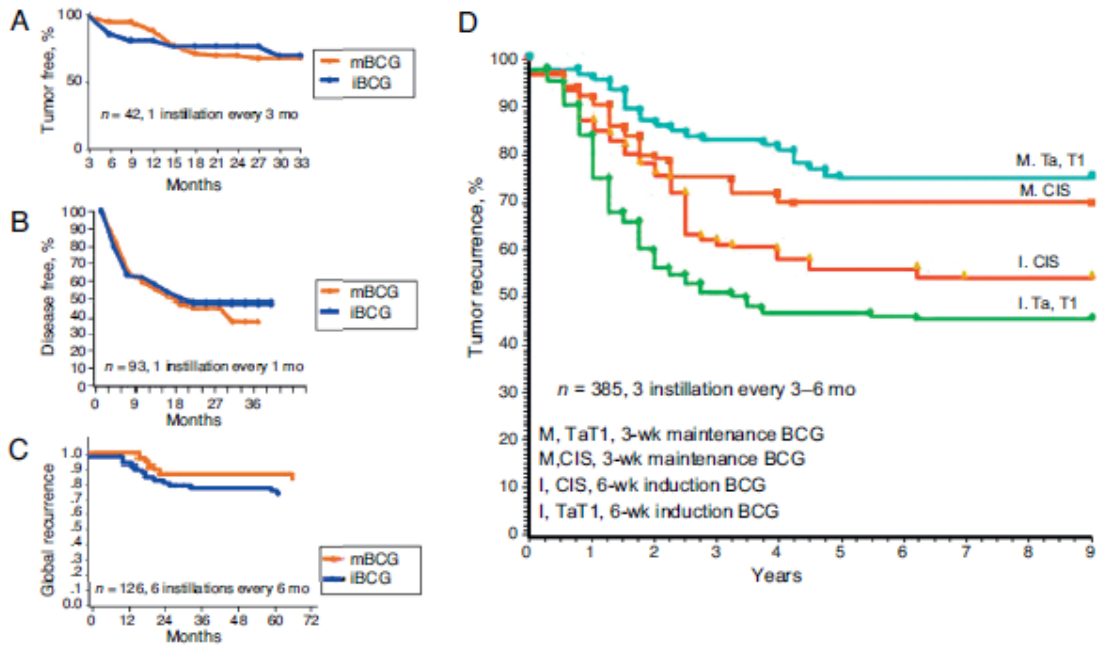 A
Tumor free, %
100
50
0
mBCG
iBCG
n = 42, 1 instillation every 3 mo
3 6 9 12 15 18 21 24 27 30 33
Months
B
Disease free, %
100
90
80
70
60
50
40
30
20
10
0
mBCG
iBCG
n = 93, 1 instillation every 1 mo
0 9 18 27 36
Months
C
Global recurrence
1.0
.9
.8
.7
.6
.5
.4
.3
.2
.1
0.0
mBCG
iBCG
n = 126, 6 instillations every 6 mo
0 12 24 36 48 60 72
Months
D
Tumor recurrence, %
100
90
80
70
60
50
40
30
20
10
0
M. Ta, T1
M. CIS
I. CIS
I. Ta, T1
n = 385, 3 instillation every 3–6 mo
M, TaT1, 3-wk maintenance BCG
M,CIS, 3-wk maintenance BCG
I, CIS, 6-wk induction BCG
I, TaT1, 6-wk induction BCG
0 1 2 3 4 5 6 7 8 9
Years